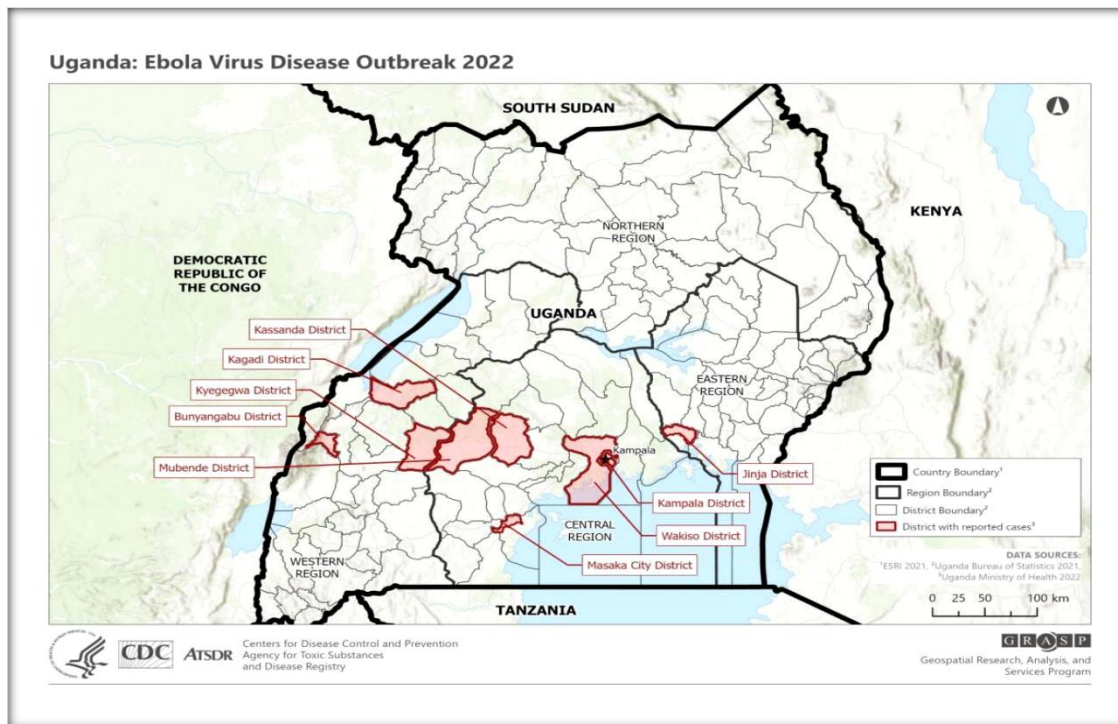 Uganda: Ebola Virus Disease Outbreak 2022
SOUTH SUDAN
KENYA
NORTHERN
REGION
DEMOCRATIC
REPUBLIC OF
THE CONGO
UGANDA
Kassanda District
Kagadi District
Kyegegwa District
Bunyangabu District
Mubende District
EASTERN
REGION
Kampala
Jinja District
Kampala District
Wakiso District
Masaka City District
CENTRAL
REGION
WESTERN
REGION
TANZANIA
Country Boundary¹
Region Boundary²
District Boundary²
District with reported cases³
DATA SOURCES:
¹ESRI 2021, ²Uganda Bureau of Statistics 2021,
³Uganda Ministry of Health 2022
0 25 50 100 km
CDC
ATSDR
Centers for Disease Control and Prevention
Agency for Toxic Substances
and Disease Registry
GRASP
Geospatial Research, Analysis, and
Services Program